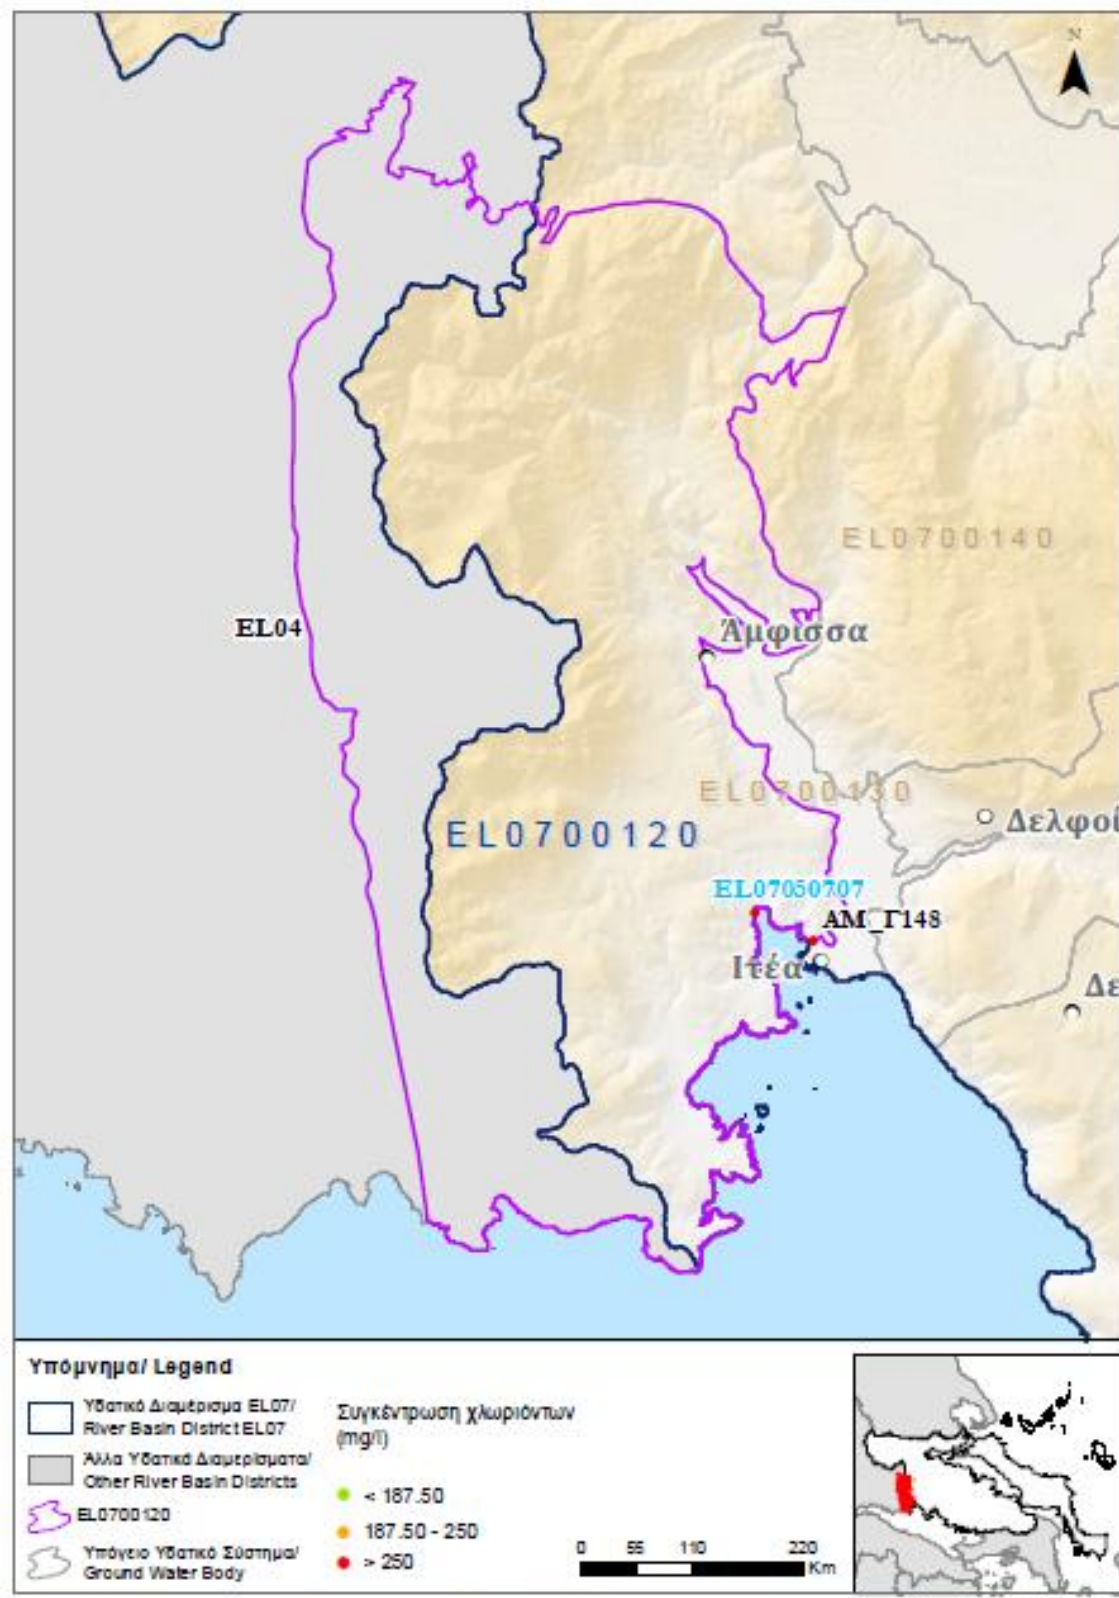 N
EL0700140
EL04
Άμφισσα
EL0700130
Δελφοί
EL0700120
EL07050707
ΑΜ_Γ148
Ιτέα
Δε
Υπόμνημα/ Legend
Υδατικό Διαμέρισμα EL07/
River Basin District EL07
Άλλα Υδατικά Διαμερίσματα/
Other River Basin Districts
EL0700120
Υπόγειο Υδατικό Σύστημα/
Ground Water Body
Συγκέντρωση χλωριόντων
(mg/l)
< 187.50
187.50 - 250
> 250
0 55 110 220
Km